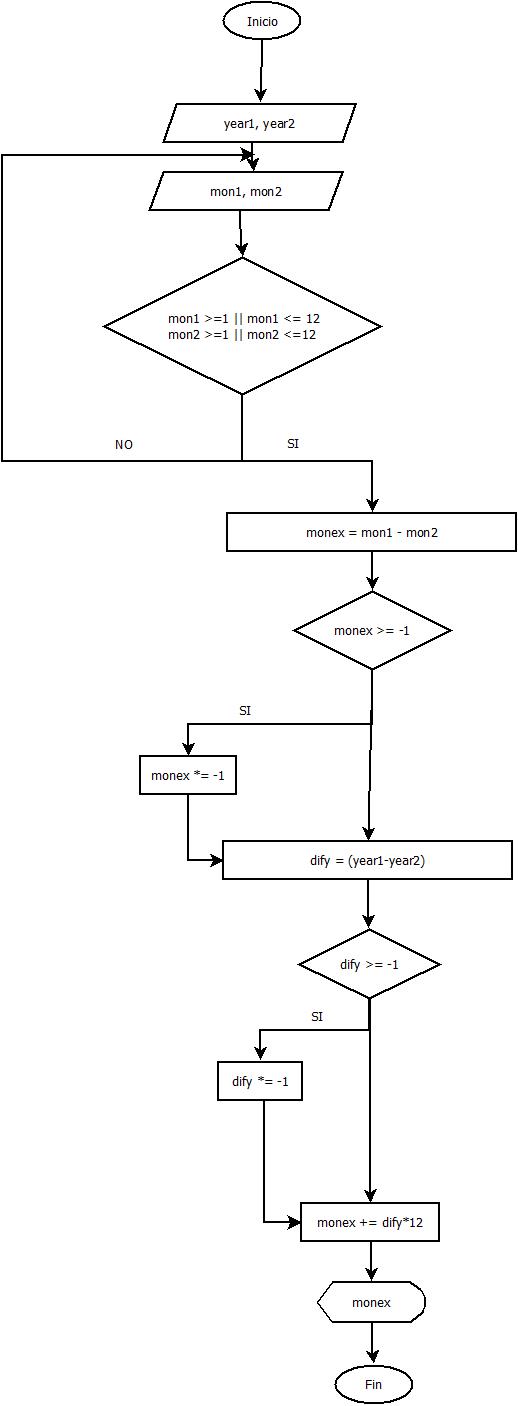 Inicio
year1, year2
mon1, mon2
mon1 >=1 || mon1 <= 12
mon2 >=1 || mon2 <=12
NO
SI
monex = mon1 - mon2
monex >= -1
SI
monex *= -1
dify = (year1-year2)
dify >= -1
SI
dify *= -1
monex += dify*12
monex
Fin